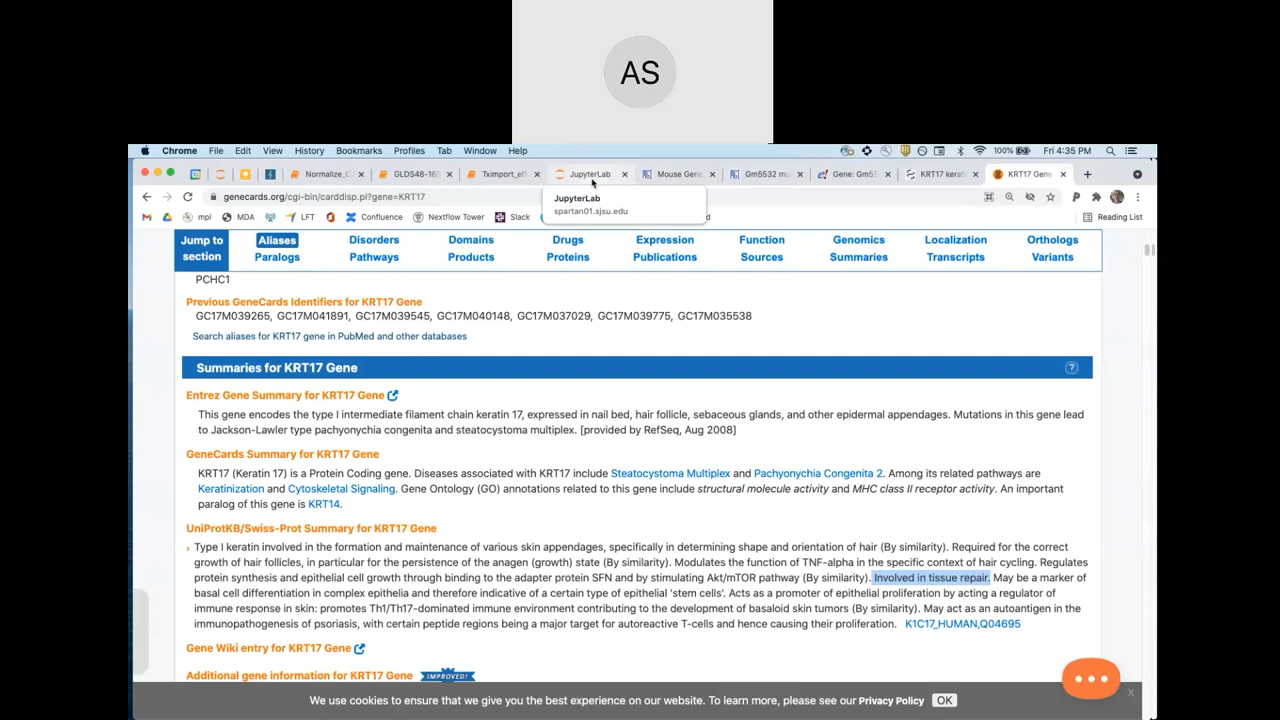 AS
Chrome File Edit View History Bookmarks Profiles Tab Window Help 100% Fri 4:35 PM
Normalize_C GLDS48-168 Tximport_eff JupyterLab Mouse Gene Gm5532 mu Gene: Gm55 KRT17 kerat KRT17 Gene
genecards.org/cgi-bin/carddisp.pl?gene=KRT17
JupyterLab
spartan01.sjsu.edu
mpl MDA LFT Confluence Nextflow Tower Slack Reading List
Jump to section
Aliases Disorders Domains Drugs Expression Function Genomics Localization Orthologs
Paralogs Pathways Products Proteins Publications Sources Summaries Transcripts Variants
PCHC1
Previous GeneCards Identifiers for KRT17 Gene
GC17M039265, GC17M041891, GC17M039545, GC17M040148, GC17M037029, GC17M039775, GC17M035538
Search aliases for KRT17 gene in PubMed and other databases
Summaries for KRT17 Gene ?
Entrez Gene Summary for KRT17 Gene
This gene encodes the type I intermediate filament chain keratin 17, expressed in nail bed, hair follicle, sebaceous glands, and other epidermal appendages. Mutations in this gene lead
to Jackson-Lawler type pachyonychia congenita and steatocystoma multiplex. [provided by RefSeq, Aug 2008]
GeneCards Summary for KRT17 Gene
KRT17 (Keratin 17) is a Protein Coding gene. Diseases associated with KRT17 include Steatocystoma Multiplex and Pachyonychia Congenita 2. Among its related pathways are
Keratinization and Cytoskeletal Signaling. Gene Ontology (GO) annotations related to this gene include structural molecule activity and MHC class II receptor activity. An important
paralog of this gene is KRT14.
UniProtKB/Swiss-Prot Summary for KRT17 Gene
Type I keratin involved in the formation and maintenance of various skin appendages, specifically in determining shape and orientation of hair (By similarity). Required for the correct
growth of hair follicles, in particular for the persistence of the anagen (growth) state (By similarity). Modulates the function of TNF-alpha in the specific context of hair cycling. Regulates
protein synthesis and epithelial cell growth through binding to the adapter protein SFN and by stimulating Akt/mTOR pathway (By similarity). Involved in tissue repair. May be a marker of
basal cell differentiation in complex epithelia and therefore indicative of a certain type of epithelial 'stem cells'. Acts as a promoter of epithelial proliferation by acting a regulator of
immune response in skin: promotes Th1/Th17-dominated immune environment contributing to the development of basaloid skin tumors (By similarity). May act as an autoantigen in the
immunopathogenesis of psoriasis, with certain peptide regions being a major target for autoreactive T-cells and hence causing their proliferation. K1C17_HUMAN,Q04695
Gene Wiki entry for KRT17 Gene
Additional gene information for KRT17 Gene IMPROVED!
We use cookies to ensure that we give you the best experience on our website. To learn more, please see our Privacy Policy OK X